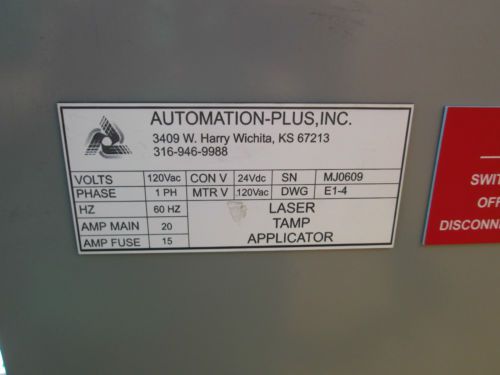 AUTOMATION-PLUS,INC.
3409 W. Harry Wichita, KS 67213
316-946-9988
VOLTS 120Vac CON V 24Vdc SN MJ0609
PHASE 1 PH MTR V 120Vac DWG E1-4
HZ 60 HZ LASER
AMP MAIN 20 TAMP
AMP FUSE 15 APPLICATOR
SWIT
OFF
DISCONNE